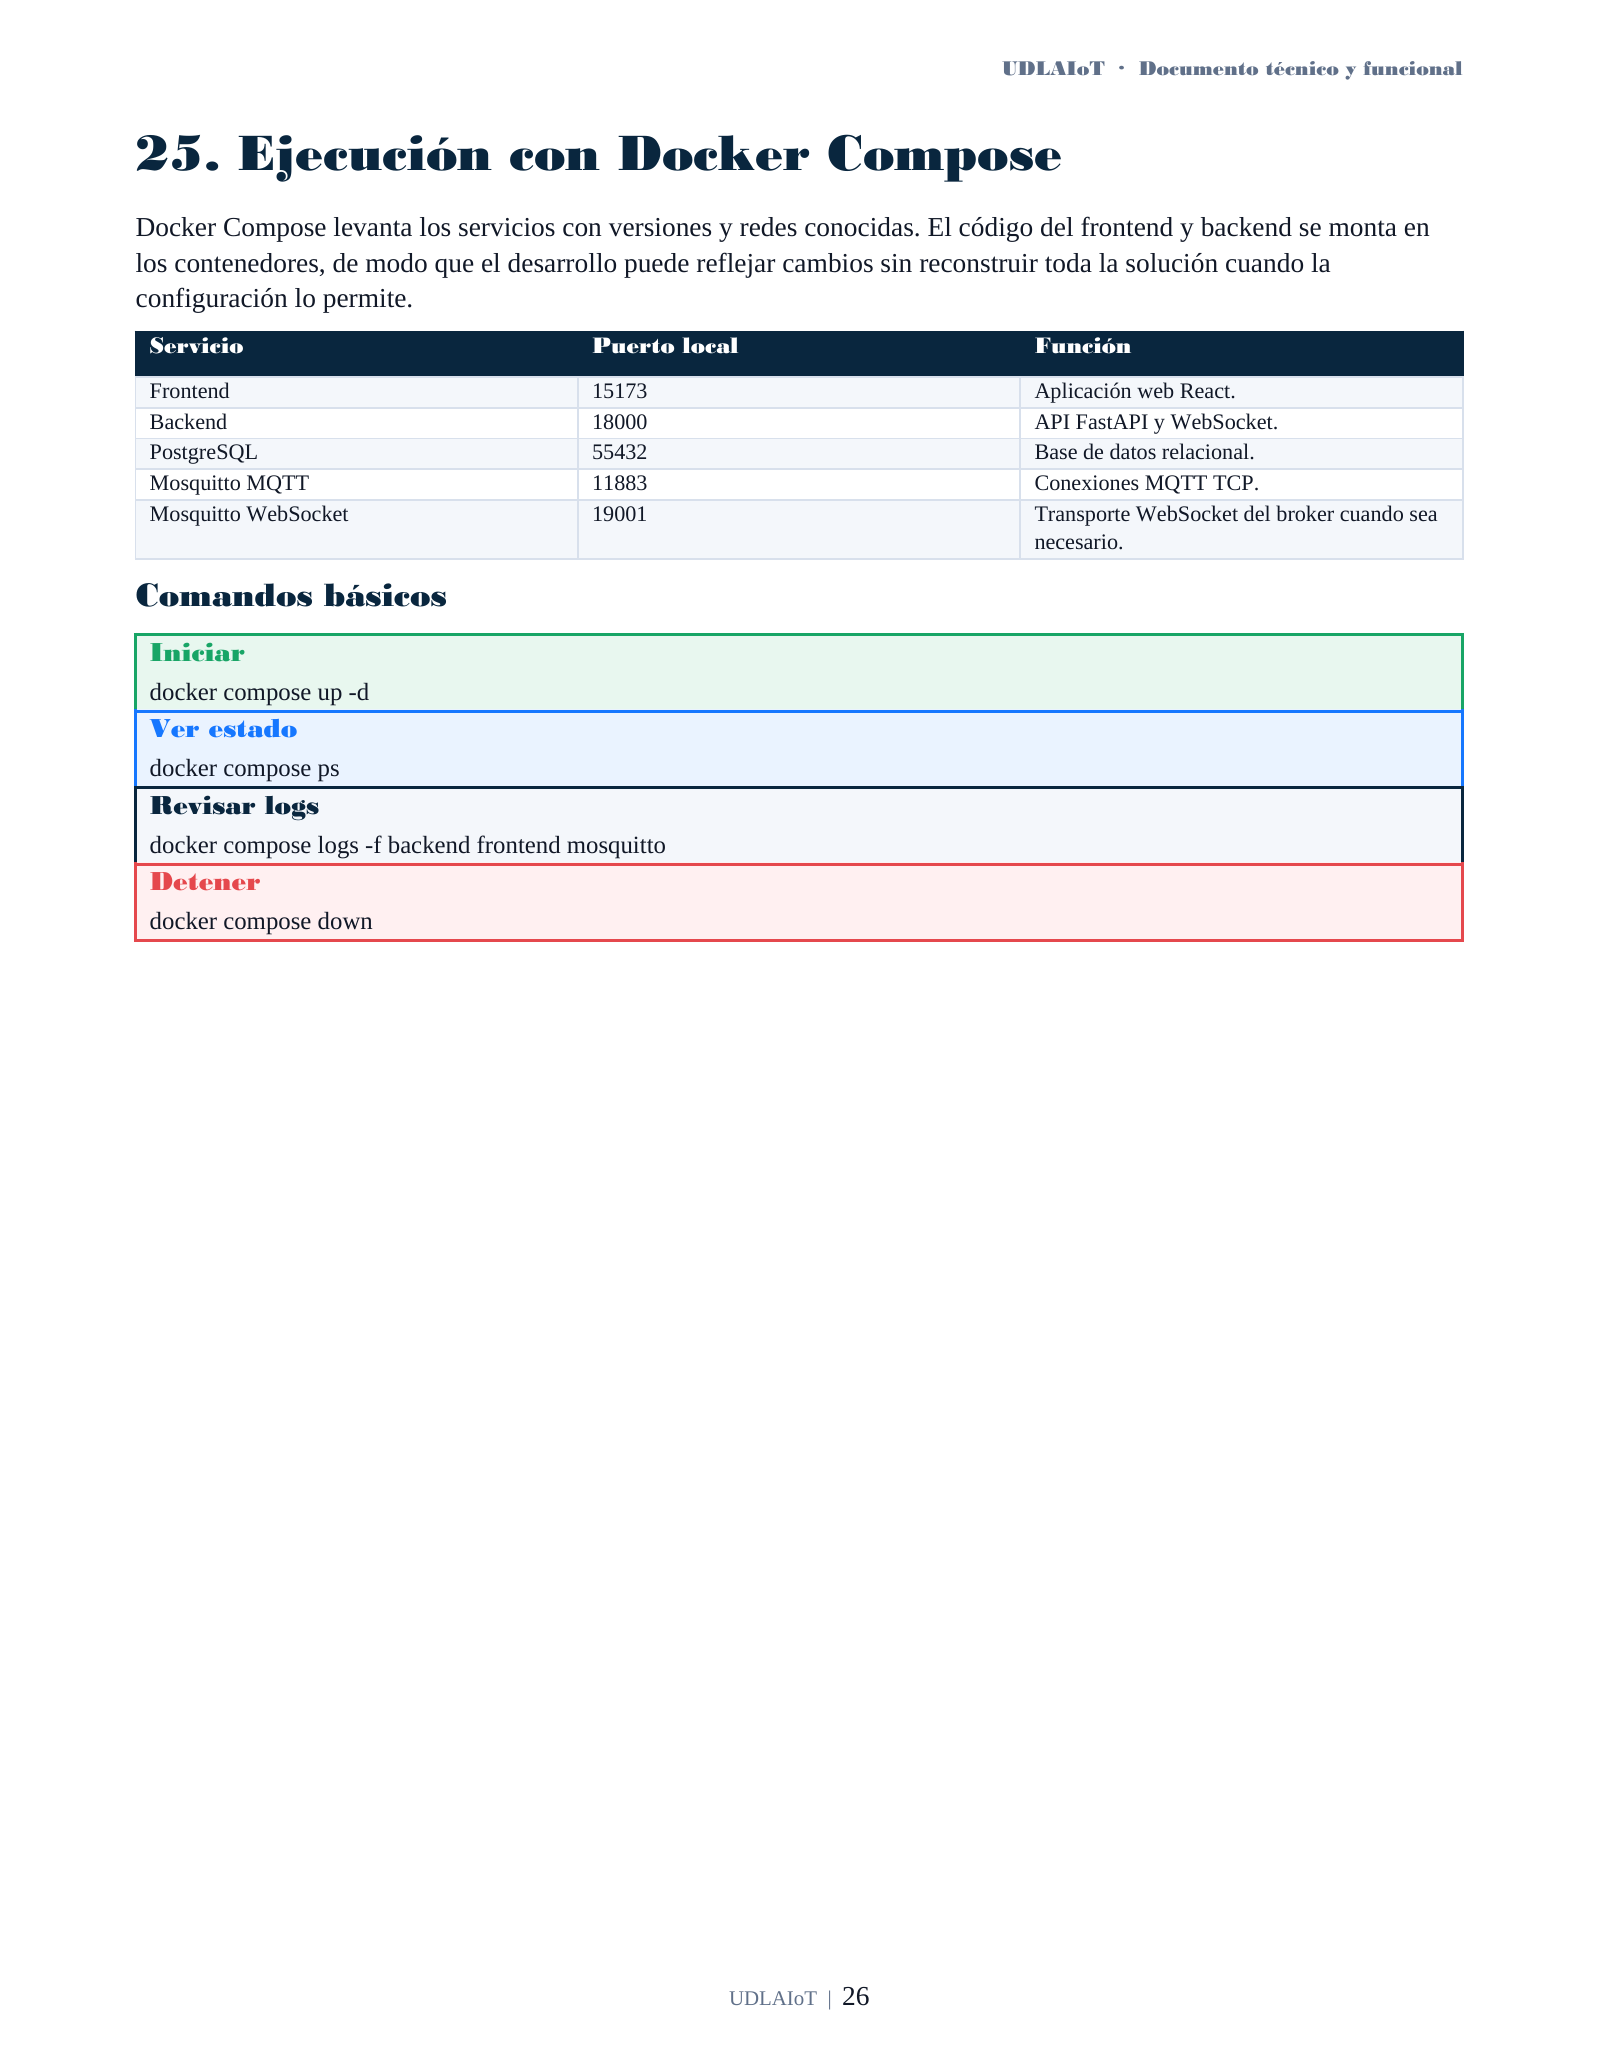 UDLAIoT · Documento técnico y funcional
25. Ejecución con Docker Compose
Docker Compose levanta los servicios con versiones y redes conocidas. El código del frontend y backend se monta en
los contenedores, de modo que el desarrollo puede reflejar cambios sin reconstruir toda la solución cuando la
configuración lo permite.
Servicio Puerto local Función
Frontend 15173 Aplicación web React.
Backend 18000 API FastAPI y WebSocket.
PostgreSQL 55432 Base de datos relacional.
Mosquitto MQTT 11883 Conexiones MQTT TCP.
Mosquitto WebSocket 19001 Transporte WebSocket del broker cuando sea
necesario.
Comandos básicos
Iniciar
docker compose up -d
Ver estado
docker compose ps
Revisar logs
docker compose logs -f backend frontend mosquitto
Detener
docker compose down
UDLAIoT | 26